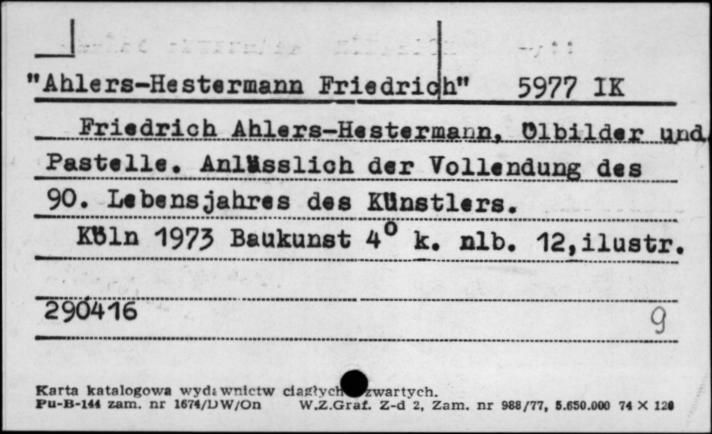 "Ahlers-Hestermann Friedrich" 5977 IK
Friedrich Ahlers-Hestermann, Ölbilder und
Pastelle. Anlässlich der Vollendung des
90. Lebensjahres des Künstlers.
Köln 1973 Baukunst 4° k. nlb. 12,ilustr.
290416 9
Karta katalogowa wydawnictw ciągłych zwartych.
Pu-B-144 zam. nr 1674/DW/On W.Z.Graf. Z-d 2, Zam. nr 988/77, 5.650.000 74 X 120